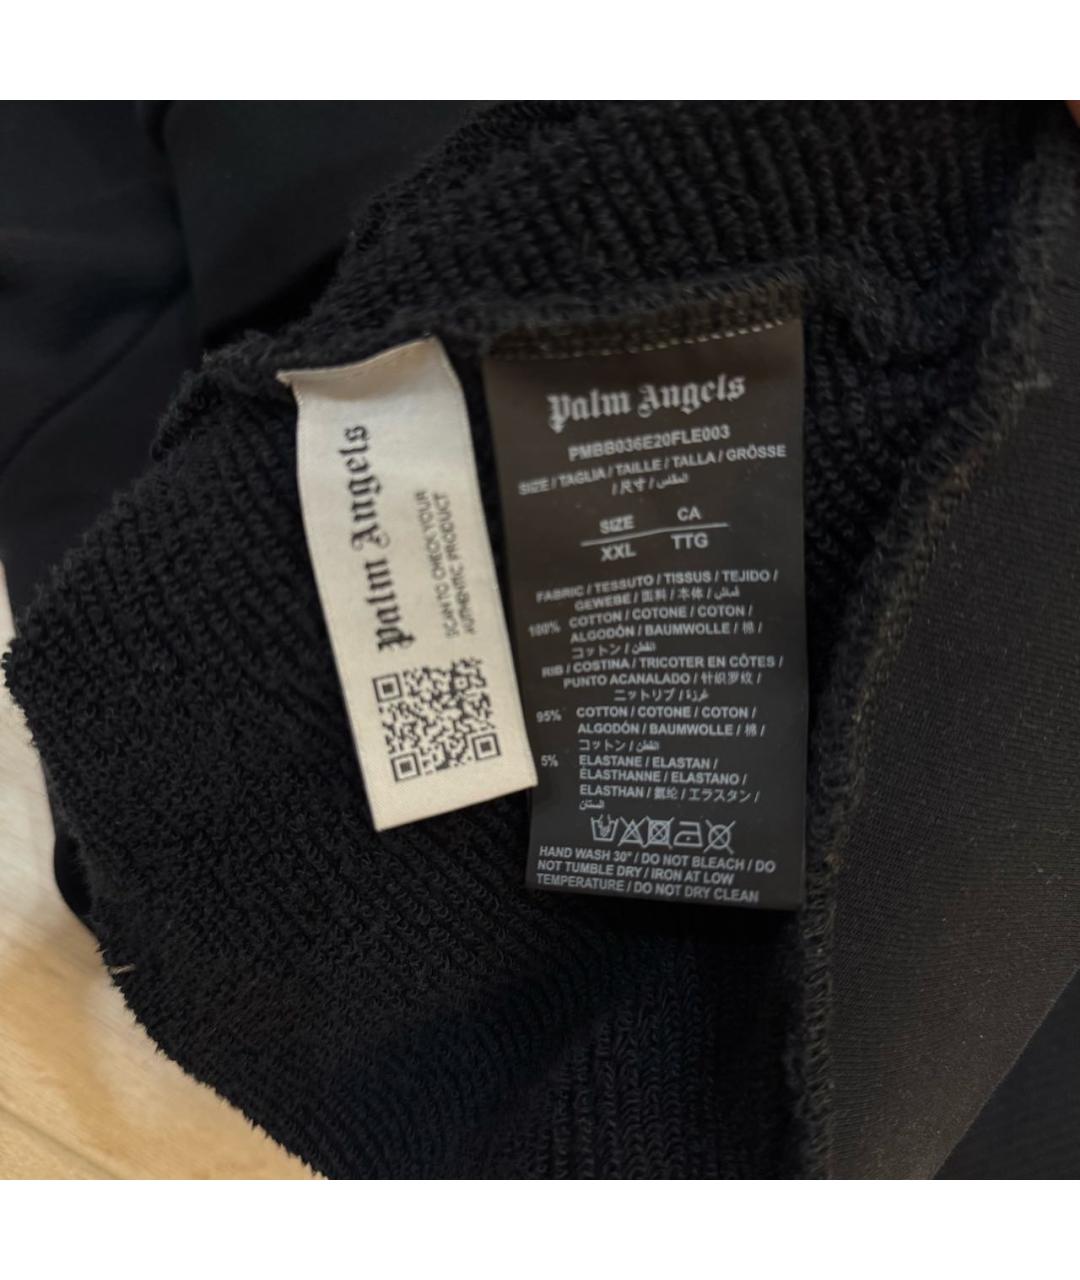 Palm Angels
SCAN TO CHECK YOUR
AUTHENTIC PRODUCT
Palm Angels
PMBB036E20FLE003
SIZE / TAGLIA / TAILLE / TALLA / GRÖSSE
/ 尺寸 / المقاس
SIZE CA
XXL TTG
FABRIC / TESSUTO / TISSUS / TEJIDO /
GEWEBE / 面料 / 本体 / قماش
100% COTTON / COTONE / COTON /
ALGODÓN / BAUMWOLLE / 棉 /
コットン / القطن
RIB / COSTINA / TRICOTER EN CÔTES /
PUNTO ACANALADO / 针织罗纹 /
ニットリブ / غرزة
95% COTTON / COTONE / COTON /
ALGODÓN / BAUMWOLLE / 棉 /
コットン / القطن
5% ELASTANE / ELASTAN /
ÉLASTHANNE / ELASTANO /
ELASTHAN / 氨纶 / エラスタン /
الستان
HAND WASH 30° / DO NOT BLEACH / DO
NOT TUMBLE DRY / IRON AT LOW
TEMPERATURE / DO NOT DRY CLEAN